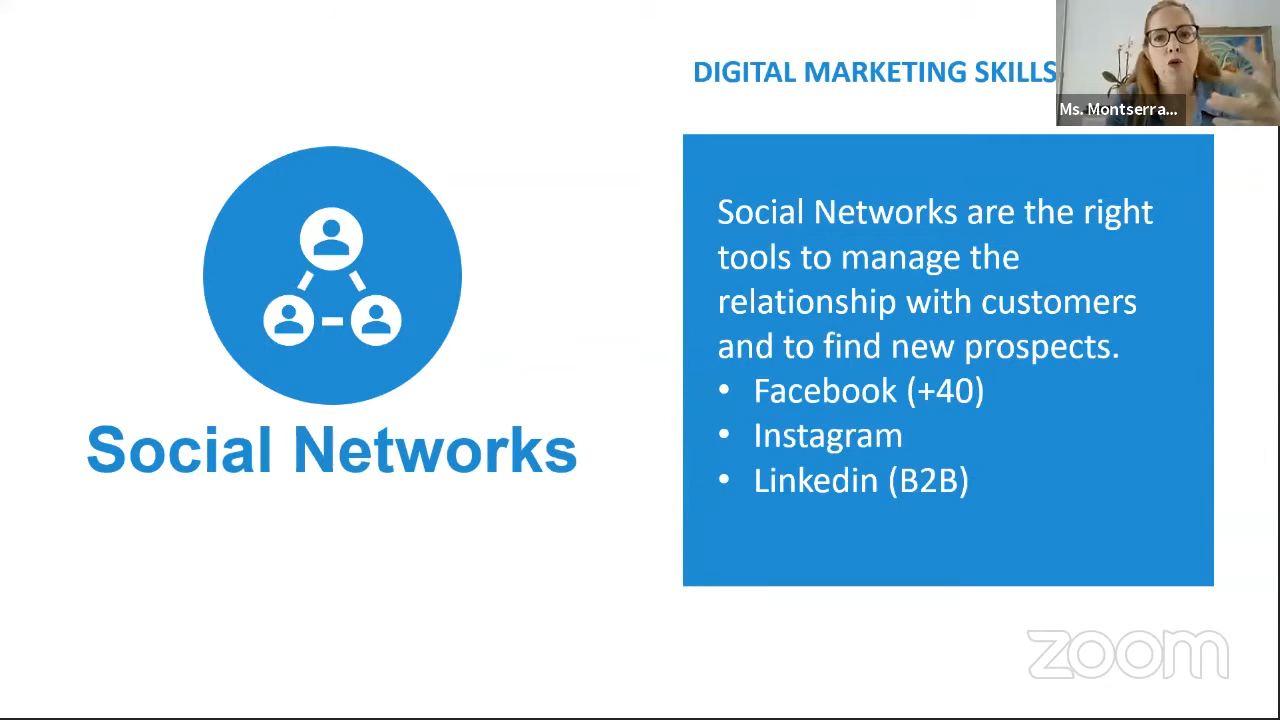 DIGITAL MARKETING SKILLS
Ms. Montserra...
Social Networks are the right
tools to manage the
relationship with customers
and to find new prospects.
• Facebook (+40)
• Instagram
• Linkedin (B2B)
Social Networks
zoom